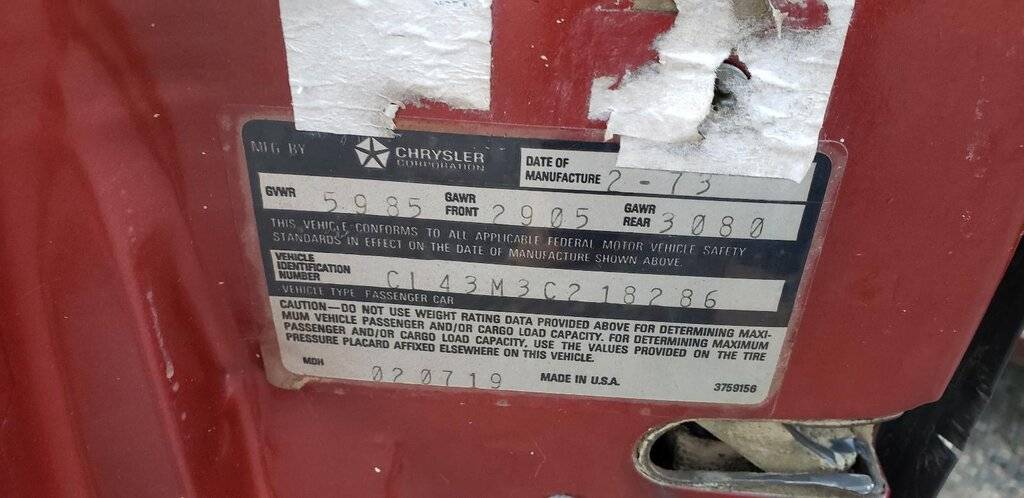 MFG BY CHRYSLER CORPORATION
DATE OF MANUFACTURE 2-73
GVWR 5985 GAWR FRONT 2905 GAWR REAR 3080
THIS VEHICLE CONFORMS TO ALL APPLICABLE FEDERAL MOTOR VEHICLE SAFETY
STANDARDS IN EFFECT ON THE DATE OF MANUFACTURE SHOWN ABOVE.
VEHICLE IDENTIFICATION NUMBER CL43M3C218286
VEHICLE TYPE PASSENGER CAR
CAUTION—DO NOT USE WEIGHT RATING DATA PROVIDED ABOVE FOR DETERMINING MAXI-
MUM VEHICLE PASSENGER AND/OR CARGO LOAD CAPACITY. FOR DETERMINING MAXIMUM
PASSENGER AND/OR CARGO LOAD CAPACITY, USE THE VALUES PROVIDED ON THE TIRE
PRESSURE PLACARD AFFIXED ELSEWHERE ON THIS VEHICLE.
MDH 020719 MADE IN U.S.A. 3759156